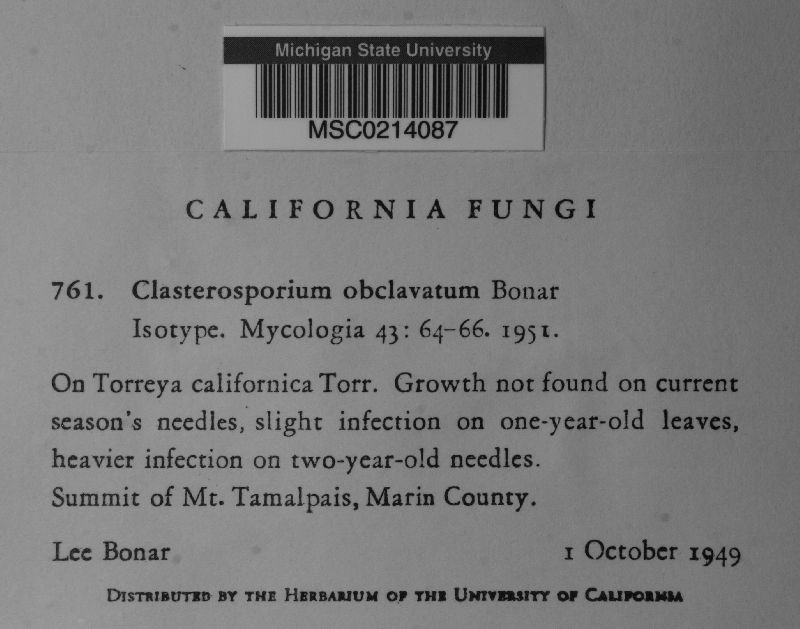 Michigan State University
MSC0214087
CALIFORNIA FUNGI
761. Clasterosporium obclavatum Bonar
Isotype. Mycologia 43: 64-66. 1951.
On Torreya californica Torr. Growth not found on current
season's needles, slight infection on one-year-old leaves,
heavier infection on two-year-old needles.
Summit of Mt. Tamalpais, Marin County.
Lee Bonar 1 October 1949
DISTRIBUTED BY THE HERBARIUM OF THE UNIVERSITY OF CALIFORNIA